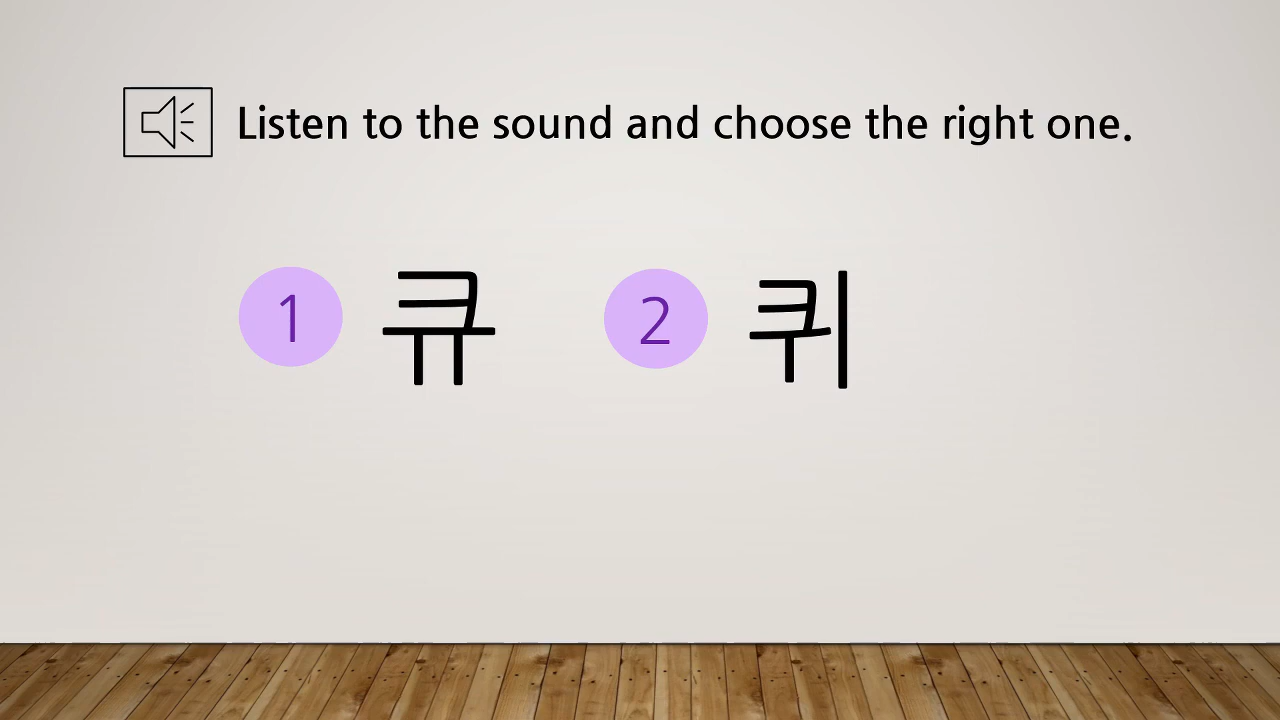 Listen to the sound and choose the right one.
1 큐 2 퀴